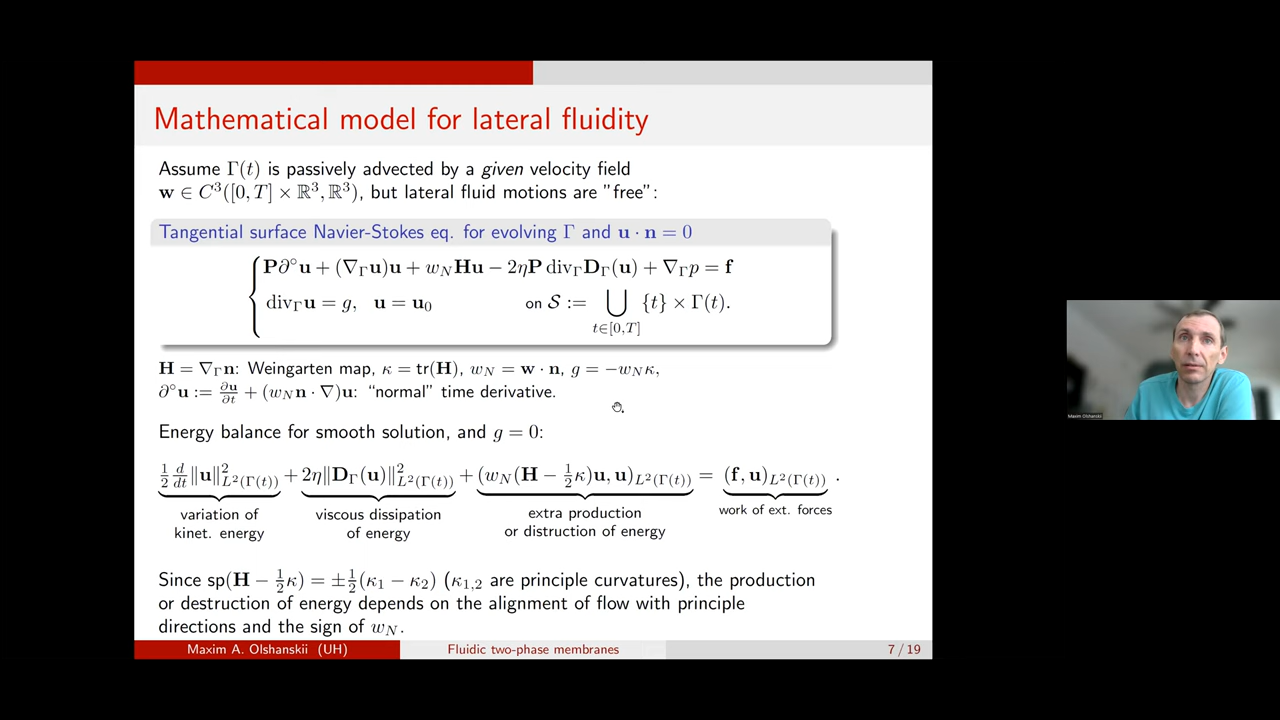 Mathematical model for lateral fluidity
Assume Γ(t) is passively advected by a given velocity field
w ∈ C³([0, T] × ℝ³, ℝ³), but lateral fluid motions are "free":
Tangential surface Navier-Stokes eq. for evolving Γ and u · n = 0
P∂°u + (∇_Γu)u + w_N Hu − 2ηP div_Γ D_Γ(u) + ∇_Γ p = f
div_Γ u = g, u = u₀ on 𝒮 := ⋃_{t∈[0,T]} {t} × Γ(t).
H = ∇_Γ n: Weingarten map, κ = tr(H), w_N = w · n, g = −w_N κ,
∂°u := ∂u/∂t + (w_N n · ∇)u: “normal” time derivative.
Energy balance for smooth solution, and g = 0:
½ d/dt ‖u‖²_{L²(Γ(t))} + 2η‖D_Γ(u)‖²_{L²(Γ(t))} + (w_N(H − ½κ)u, u)_{L²(Γ(t))} = (f, u)_{L²(Γ(t))} .
variation of kinet. energy
viscous dissipation of energy
extra production or distruction of energy
work of ext. forces
Since sp(H − ½κ) = ±½(κ₁ − κ₂) (κ₁,₂ are principle curvatures), the production
or destruction of energy depends on the alignment of flow with principle
directions and the sign of w_N.
Maxim A. Olshanskii (UH) Fluidic two-phase membranes 7 / 19
Maxim Olshanskii